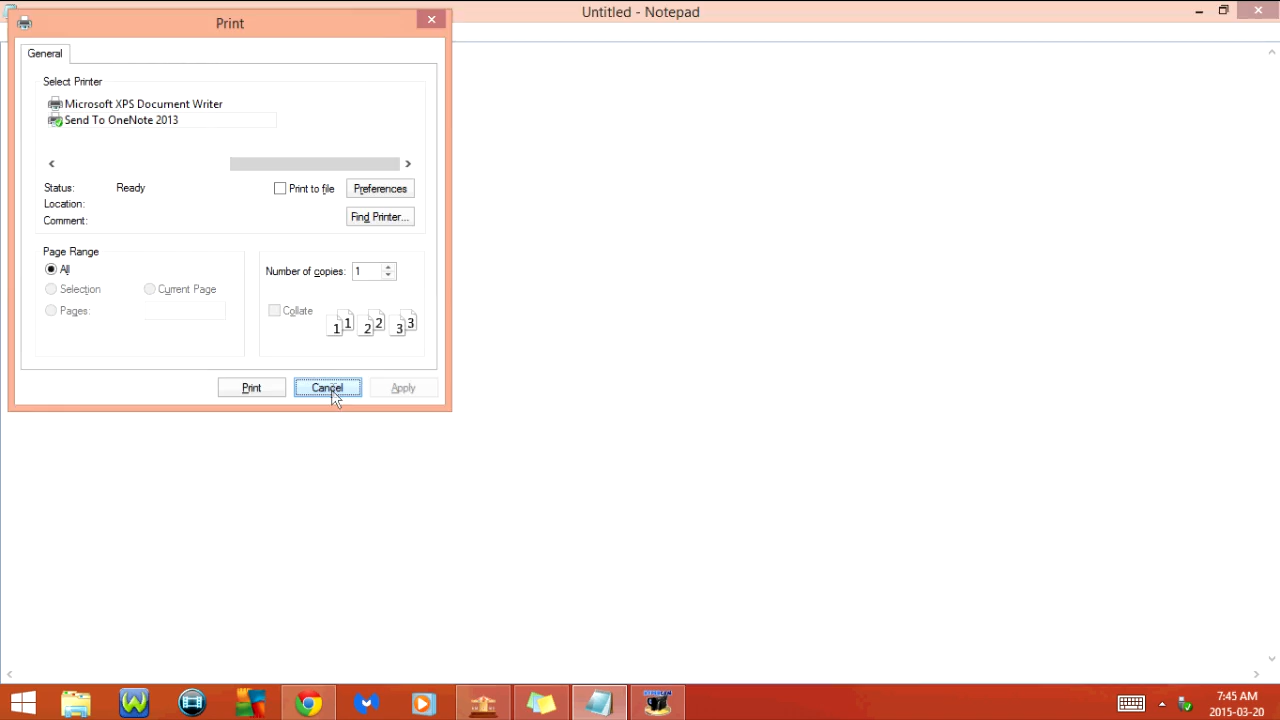 Print
Untitled - Notepad
General
Select Printer
Microsoft XPS Document Writer
Send To OneNote 2013
Status: Ready
Print to file
Preferences
Location:
Comment:
Find Printer...
Page Range
All
Selection
Current Page
Pages:
Number of copies: 1
Collate
1 1 2 2 3 3
Print
Cancel
Apply
7:45 AM
2015-03-20